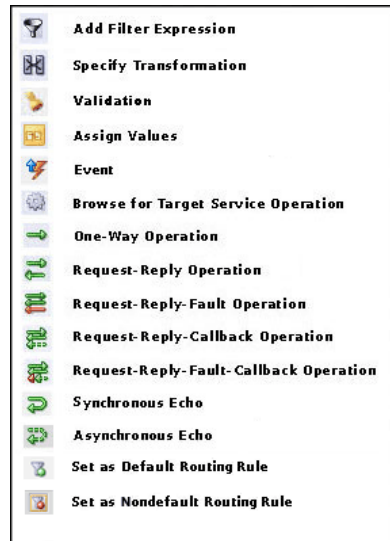 Add Filter Expression
Specify Transformation
Validation
Assign Values
Event
Browse for Target Service Operation
One-Way Operation
Request-Reply Operation
Request-Reply-Fault Operation
Request-Reply-Callback Operation
Request-Reply-Fault-Callback Operation
Synchronous Echo
Asynchronous Echo
Set as Default Routing Rule
Set as Nondefault Routing Rule